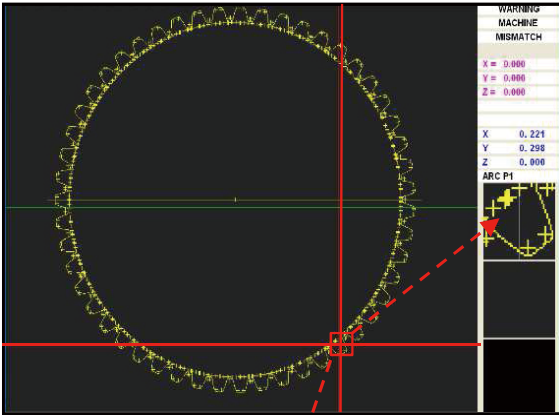 WARNING
MACHINE
MISMATCH
X = 0.000
Y = 0.000
Z = 0.000
X 0.221
Y 0.298
Z 0.000
ARC P1